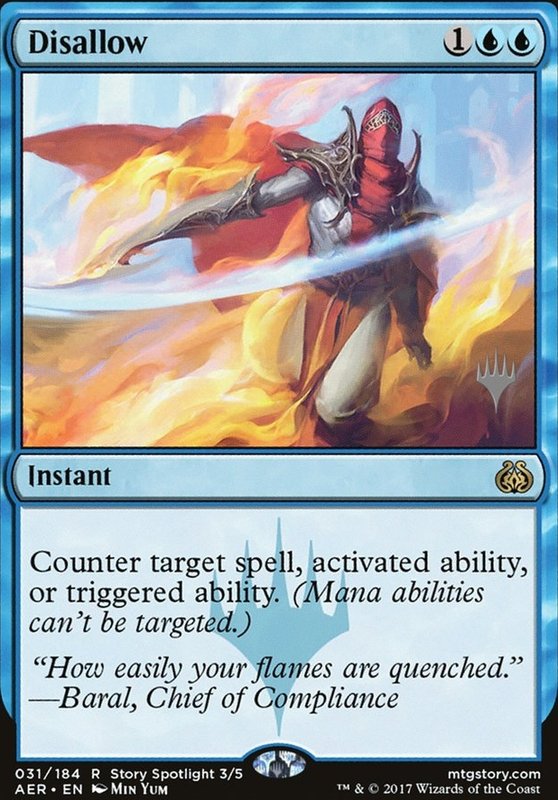 Disallow 1
Instant
Counter target spell, activated ability,
or triggered ability. (Mana abilities
can't be targeted.)
“How easily your flames are quenched.”
—Baral, Chief of Compliance
031/184 R Story Spotlight 3/5 mtgstory.com
AER • EN Min Yum ™ & © 2017 Wizards of the Coast